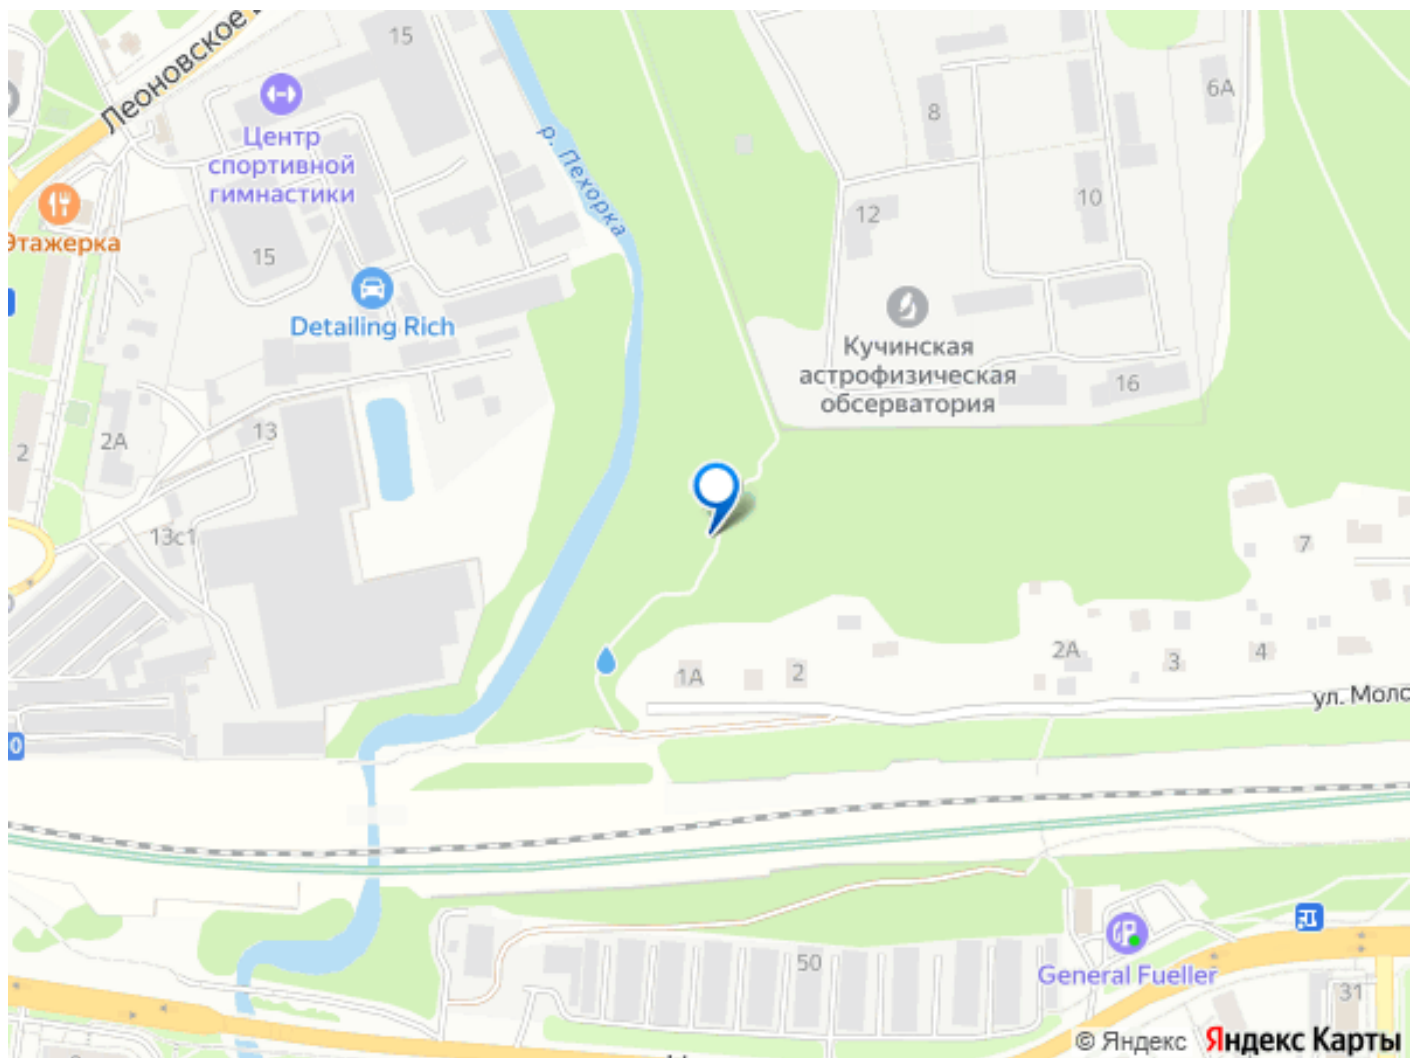 15
Леоновское
6А
8
Центр
спортивной
гимнастики
р. Пехорка
10
12
Этажерка
15
Detailing Rich
Кучинская
астрофизическая
обсерватория
16
13
2А
2
13с1
7
2А
4
3
1А
2
ул. Моло
50
General Fueller
31
© Яндекс Яндекс Карты